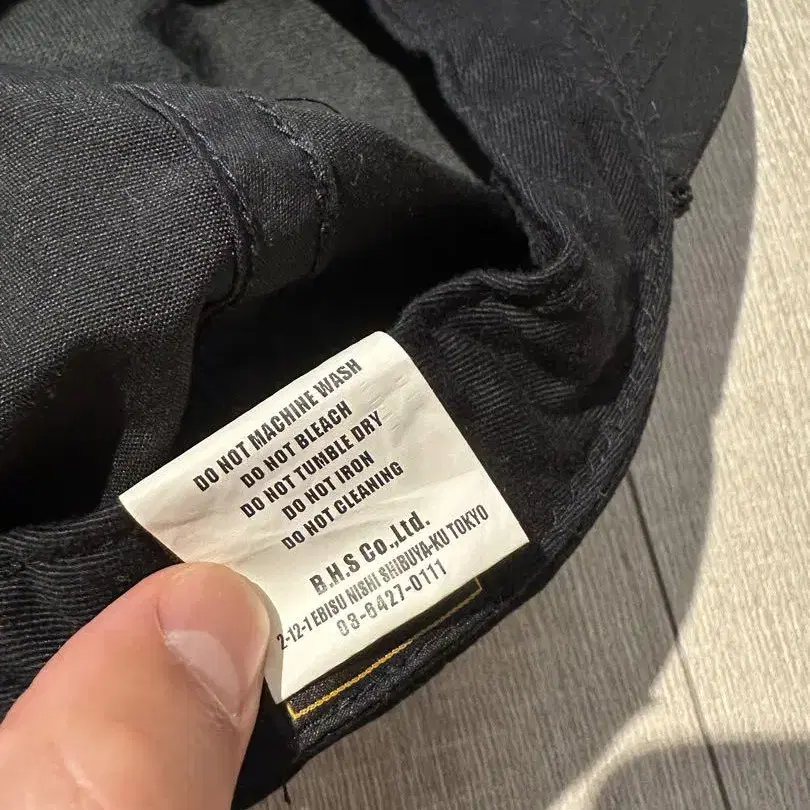 DO NOT MACHINE WASH
DO NOT BLEACH
DO NOT TUMBLE DRY
DO NOT IRON
DO NOT CLEANING
B.H.S Co.,Ltd.
2-12-1 EBISU NISHI SHIBUYA-KU TOKYO
03-6427-0111